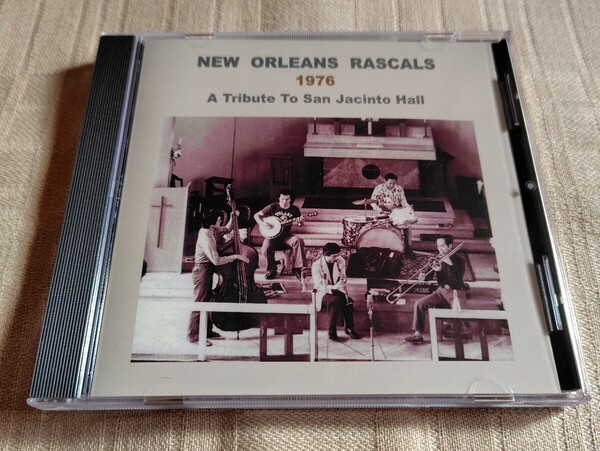 NEW ORLEANS RASCALS
1976
A Tribute To San Jacinto Hall